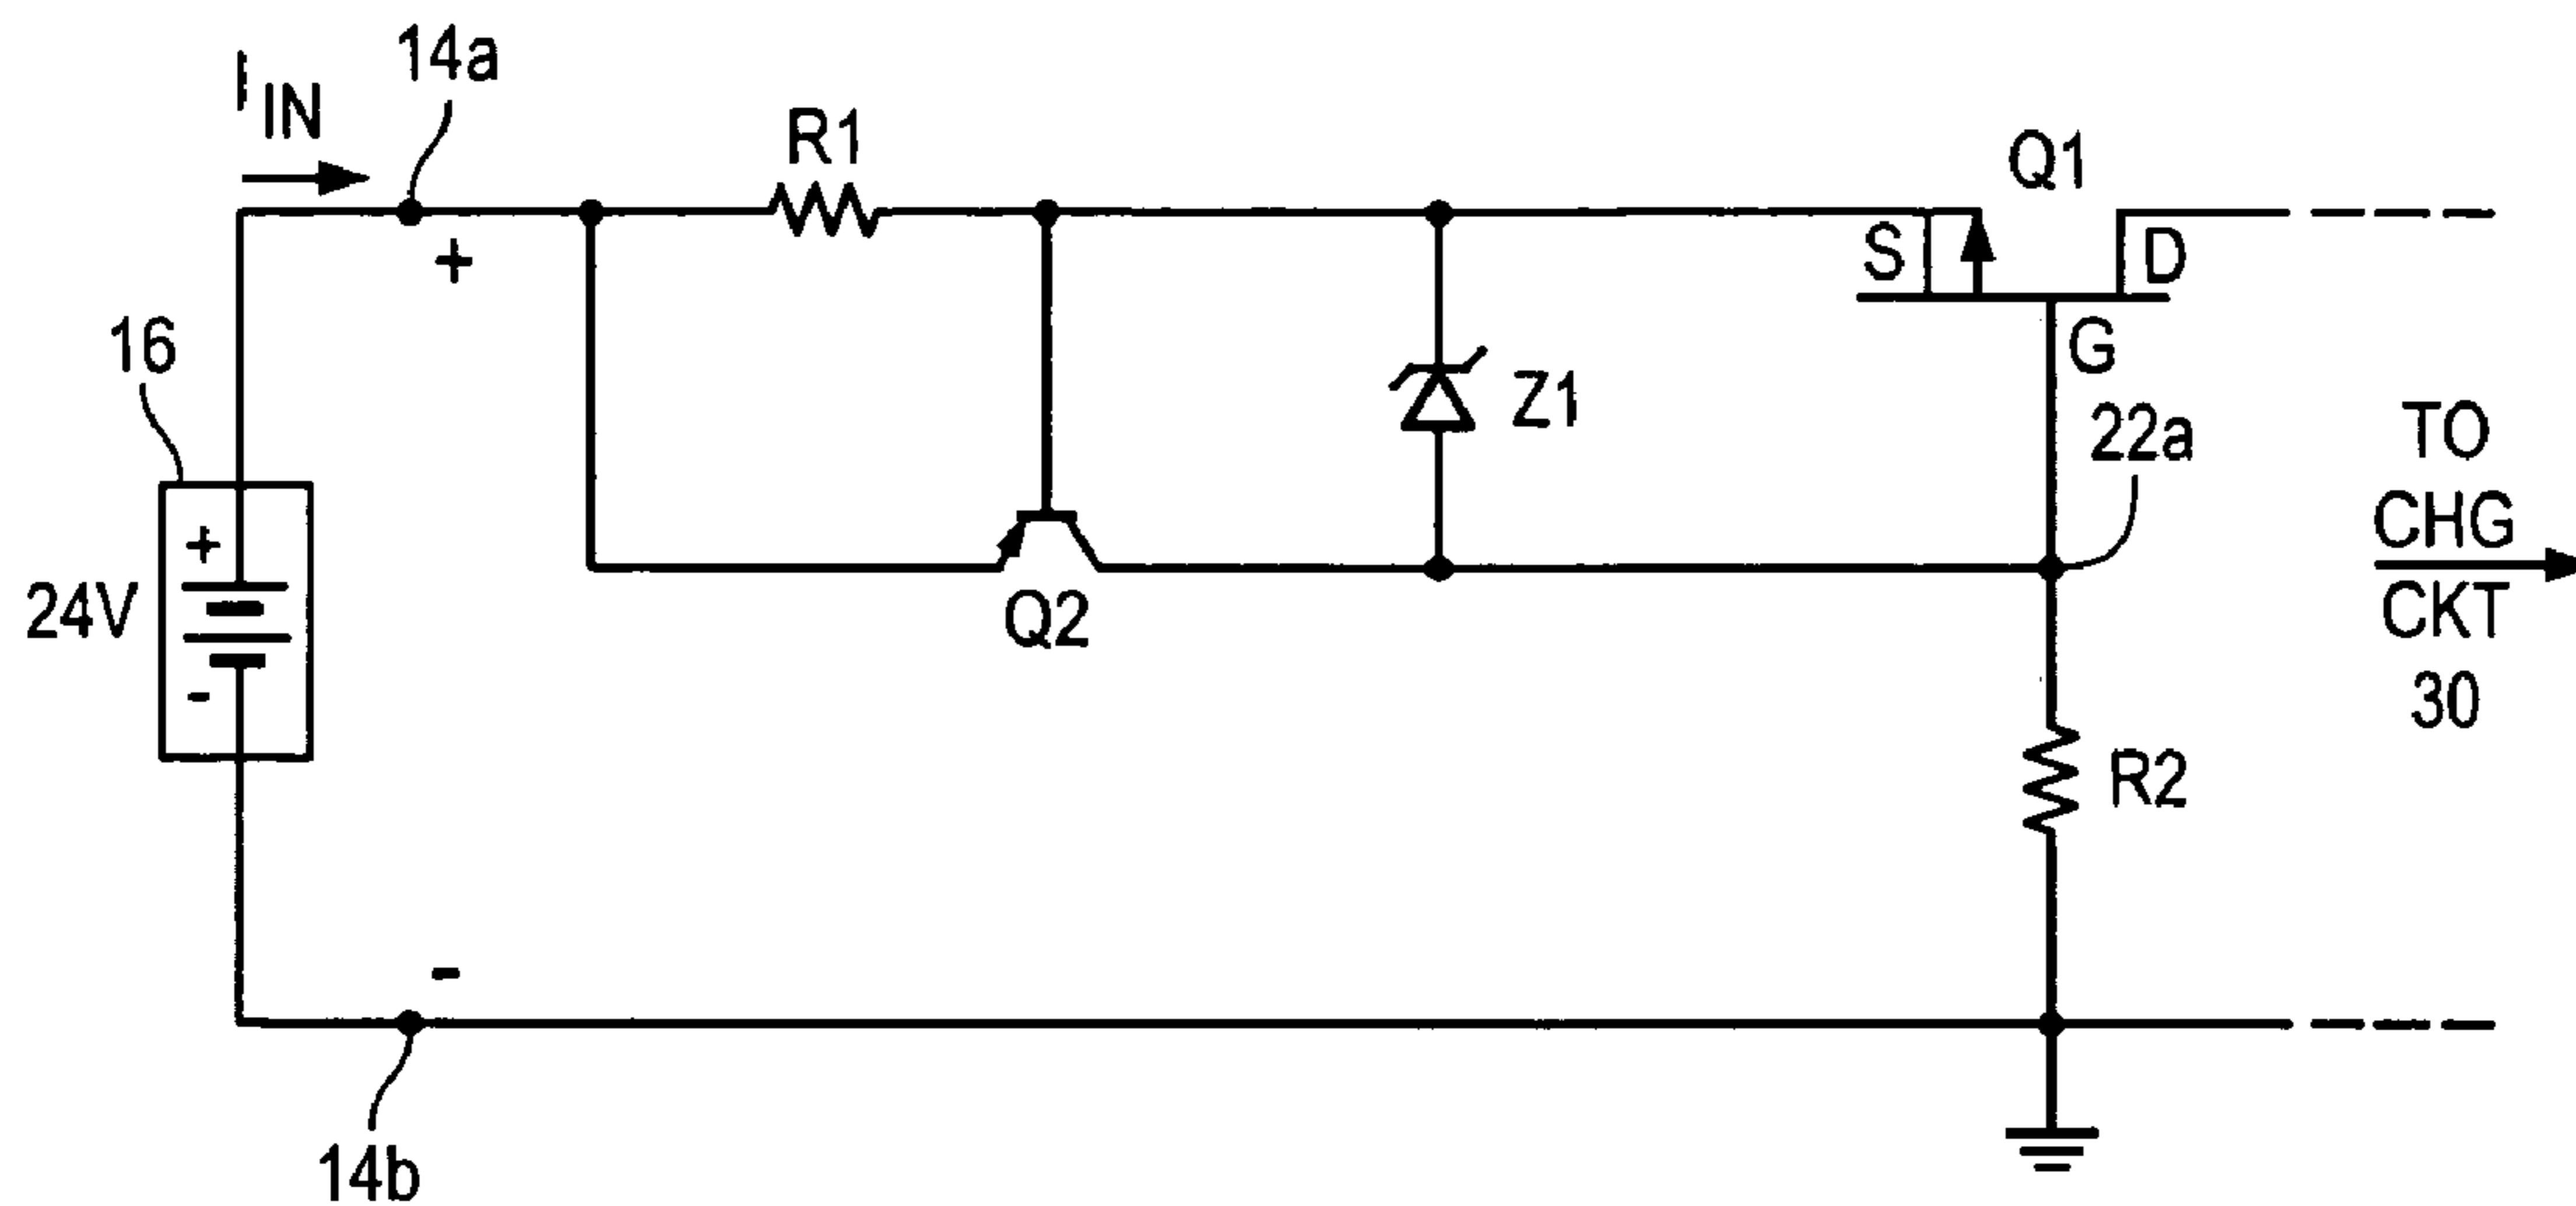 I IN
14a
R1
Q1
+
S
D
16
G
Z1
22a
TO
CHG
CKT
30
+
24V
-
Q2
R2
-
14b